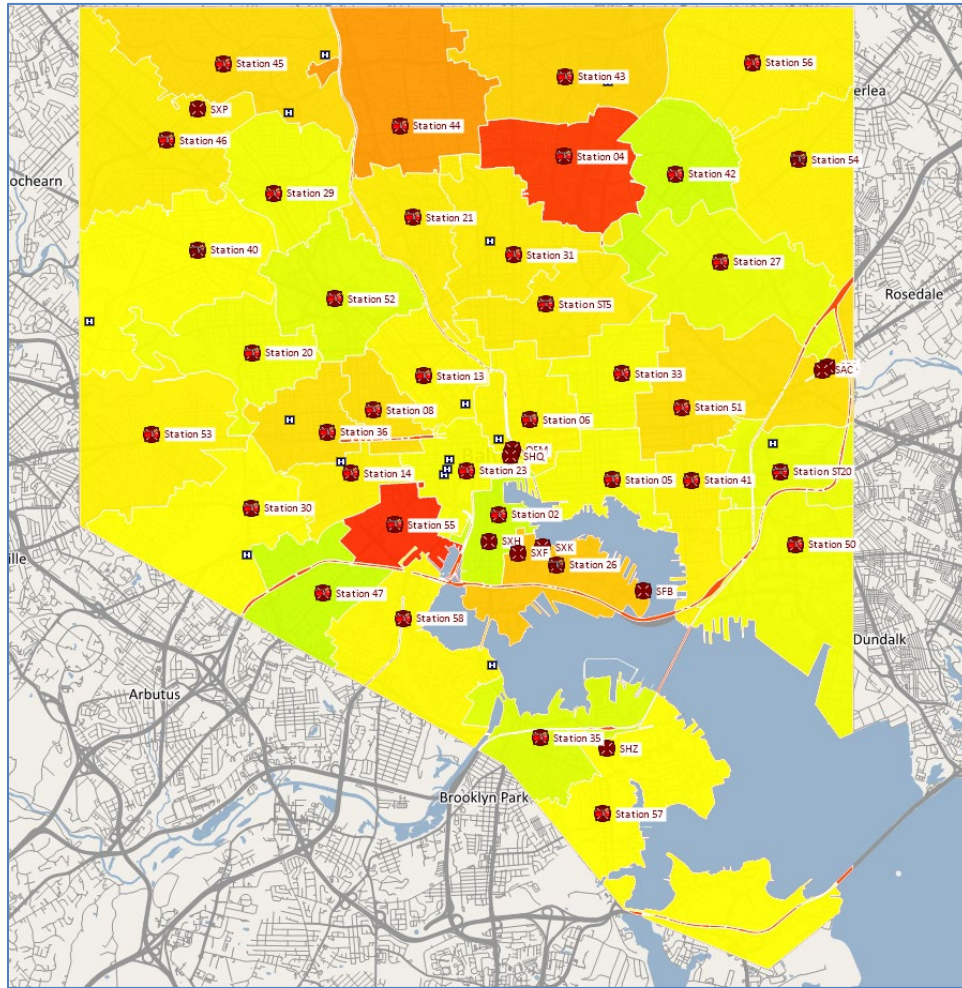 Station 45
Station 43
Station 56
erlea
SXP
Station 44
Station 46
Station 04
Station 54
Station 42
ochearn
Station 29
Station 21
Station 40
Station 31
Station 27
Station 52
Station ST5
Rosedale
Station 20
Station 13
Station 33
SAC
Station 08
Station 51
Station 06
Station 36
Station 53
SHQ
Station 14
Station 23
Station ST20
Station 05
Station 41
Station 30
Station 02
Station 55
SXH
SXK
SXF
Station 50
ille
Station 26
Station 47
SFB
Station 58
Dundalk
Arbutus
Station 35
SHZ
Brooklyn Park
Station 57
H
H
H
H
H
H
H
H
H
H
H
H
H
H